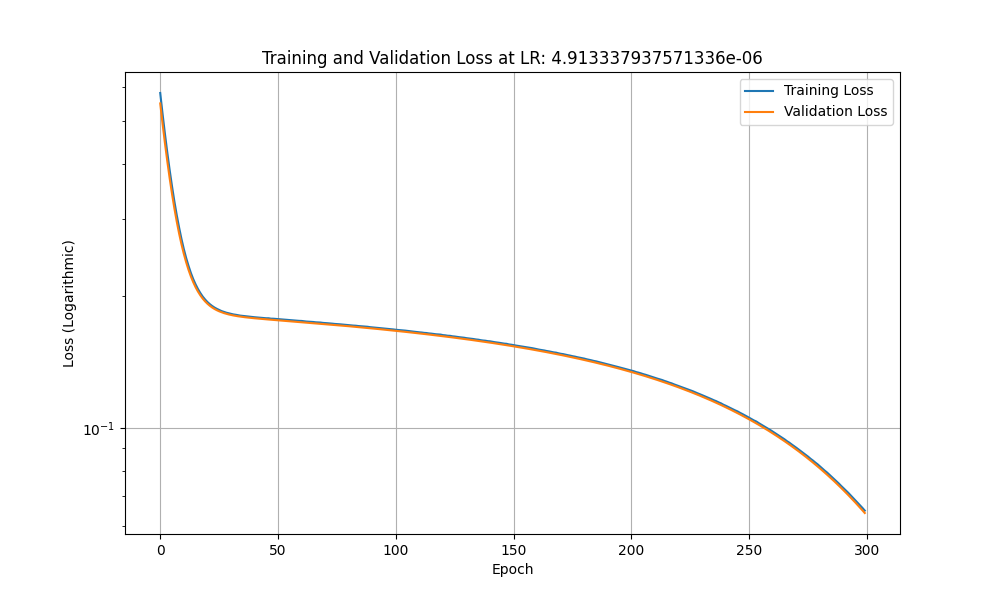 Training and Validation Loss at LR: 4.913337937571336e-06
Training Loss
Validation Loss
Loss (Logarithmic)
10⁻¹
0 50 100 150 200 250 300
Epoch